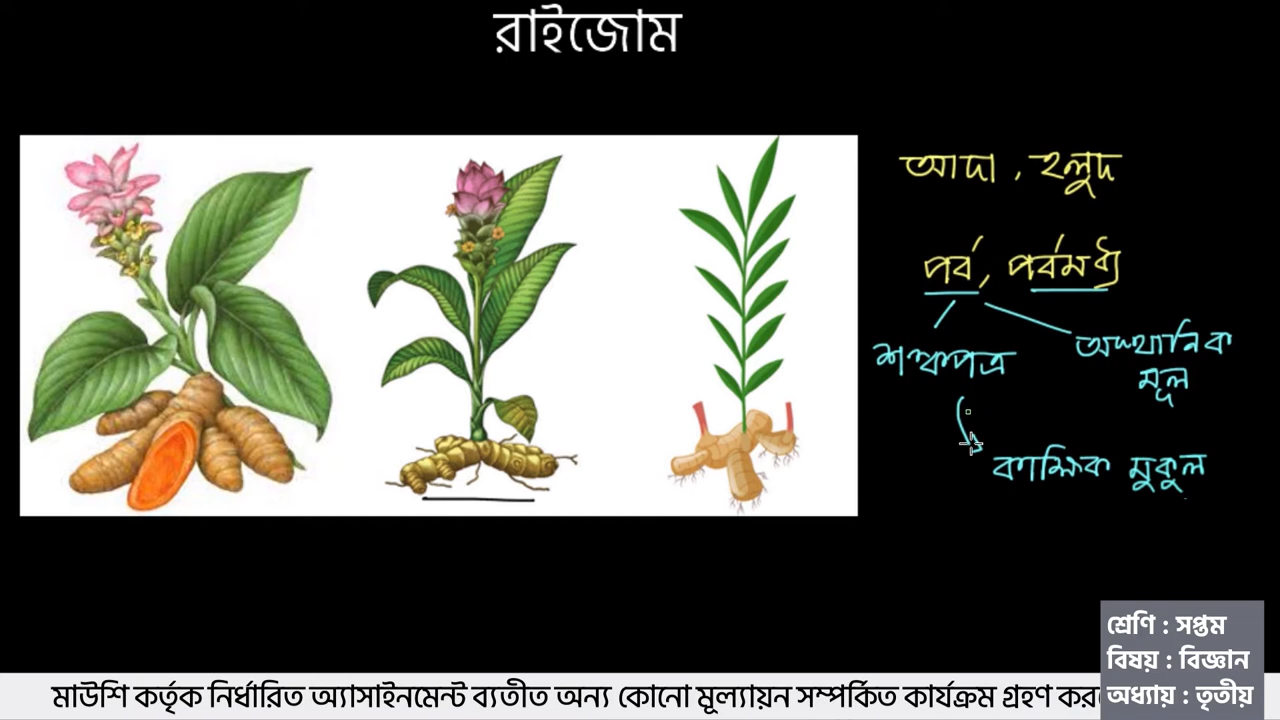 রাইজোম
আদা, হলুদ
পর্ব, পর্বমধ্য
শল্কপত্র
অস্থানিক
মূল
কাক্ষিক মুকুল
শ্রেণি : সপ্তম
বিষয় : বিজ্ঞান
অধ্যায় : তৃতীয়
মাউশি কর্তৃক নির্ধারিত অ্যাসাইনমেন্ট ব্যতীত অন্য কোনো মূল্যায়ন সম্পর্কিত কার্যক্রম গ্রহণ